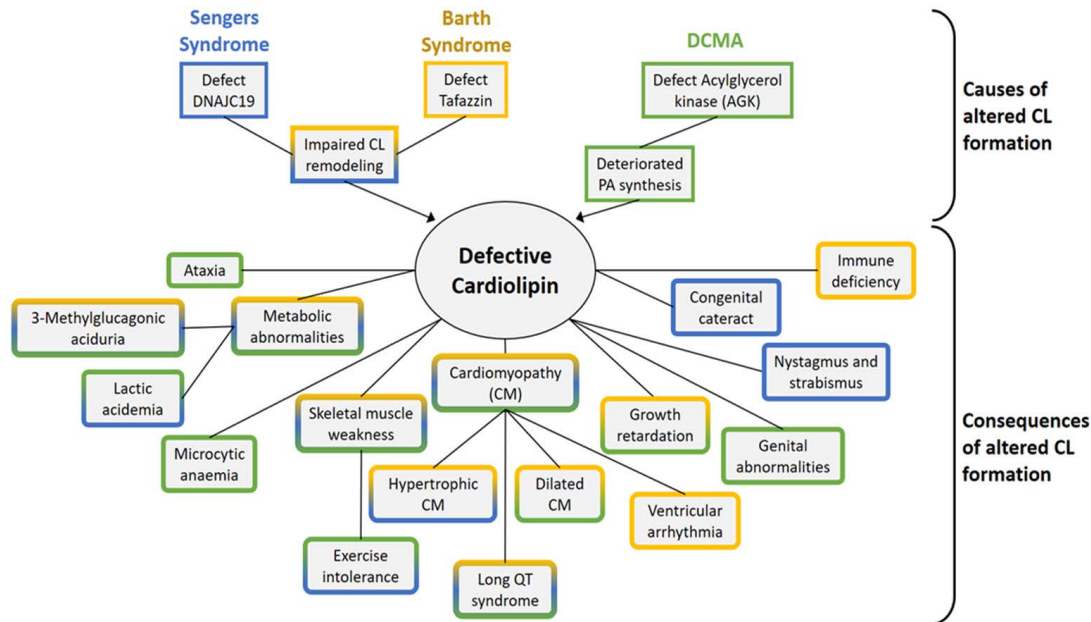 Sengers
Syndrome
Barth
Syndrome
DCMA
Defect
DNAJC19
Defect
Tafazzin
Defect Acylglycerol
kinase (AGK)
Causes of
altered CL
formation
Impaired CL
remodeling
Deteriorated
PA synthesis
Defective
Cardiolipin
Ataxia
Immune
deficiency
3-Methylglucagonic
aciduria
Metabolic
abnormalities
Congenital
cateract
Lactic
acidemia
Cardiomyopathy
(CM)
Nystagmus and
strabismus
Skeletal muscle
weakness
Growth
retardation
Consequences
of altered CL
formation
Microcytic
anaemia
Genital
abnormalities
Hypertrophic
CM
Dilated
CM
Ventricular
arrhythmia
Exercise
intolerance
Long QT
syndrome